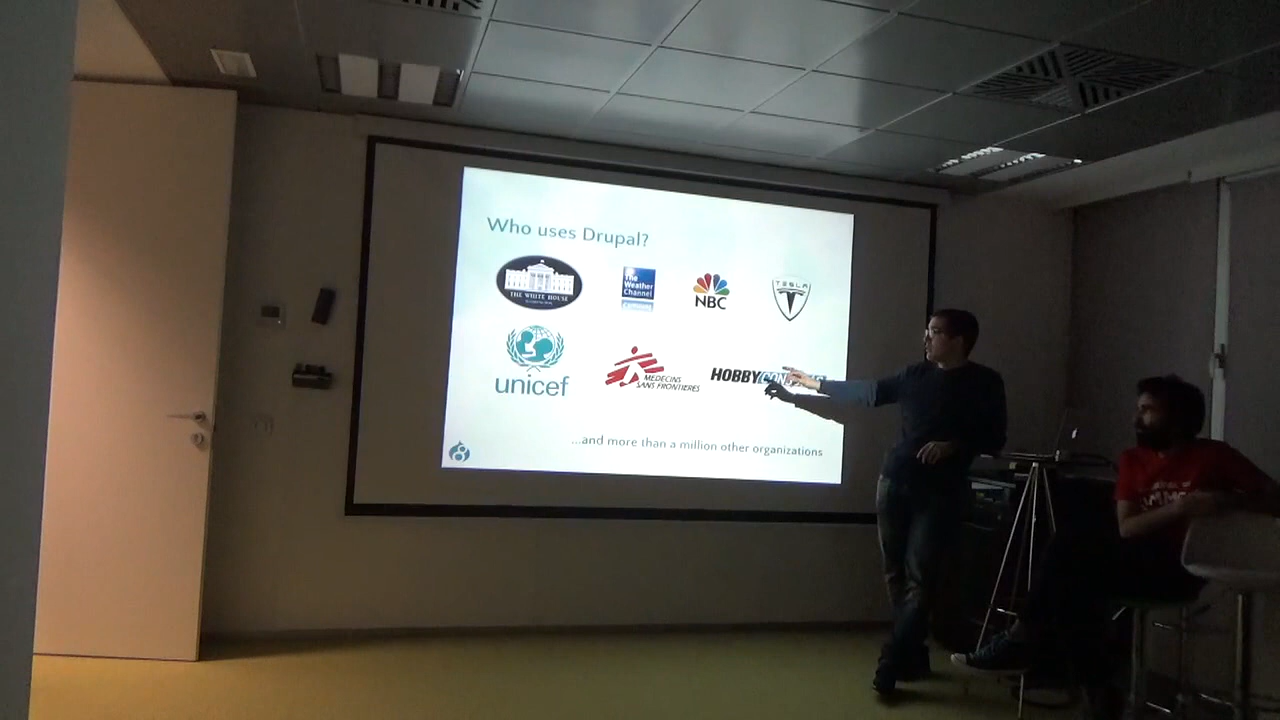 Who uses Drupal?
THE WHITE HOUSE
The
Weather
Channel
NBC
TESLA
unicef
MEDECINS
SANS FRONTIERES
HOBBY
...and more than a million other organizations